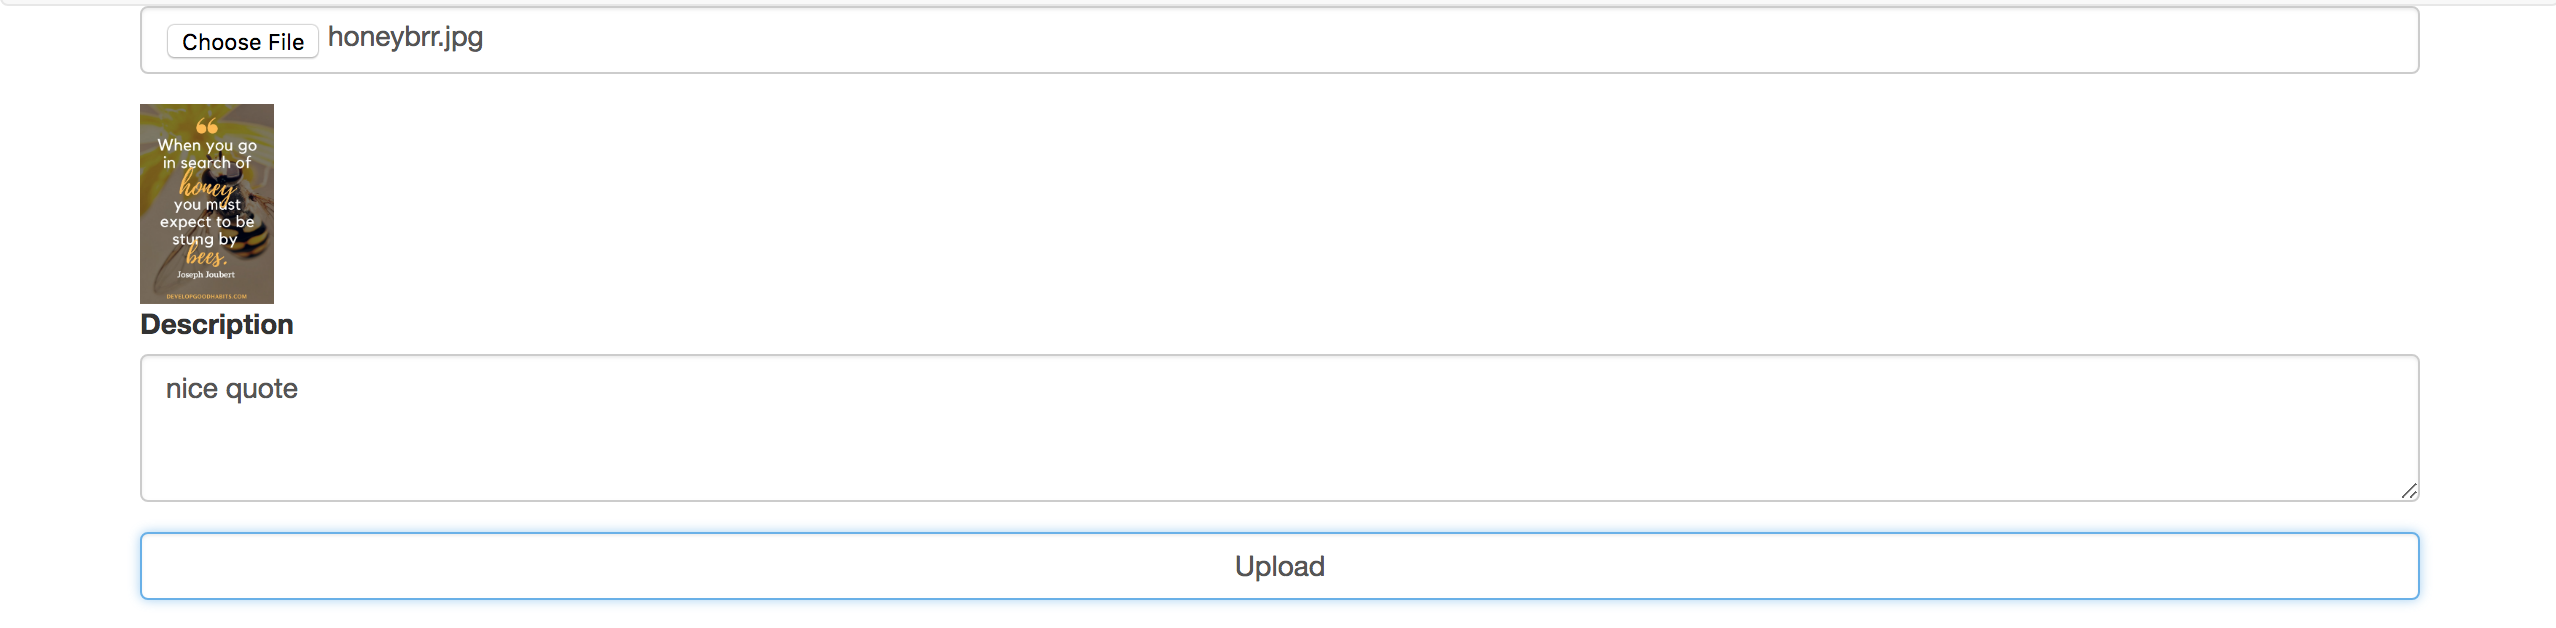 Choose File honeybrr.jpg
“
When you go
in search of
honey
you must
expect to be
stung by
bees.
Joseph Joubert
DEVELOPGOODHABITS.COM
Description
nice quote
Upload